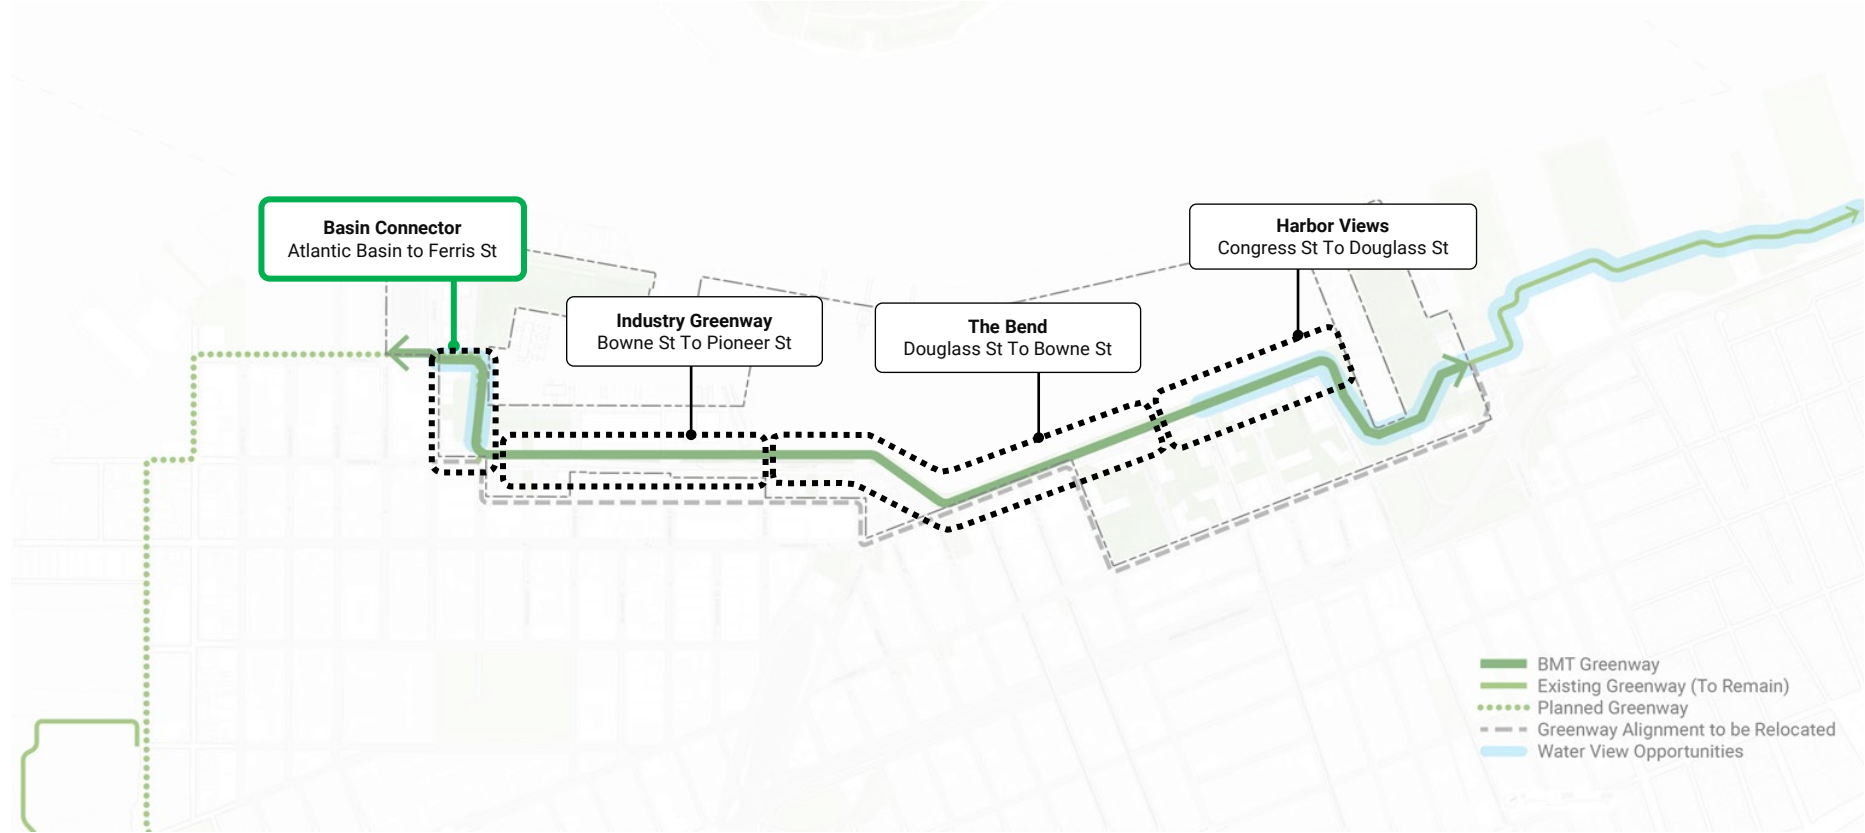 Basin Connector
Atlantic Basin to Ferris St
Industry Greenway
Bowne St To Pioneer St
The Bend
Douglass St To Bowne St
Harbor Views
Congress St To Douglass St
BMT Greenway
Existing Greenway (To Remain)
Planned Greenway
Greenway Alignment to be Relocated
Water View Opportunities